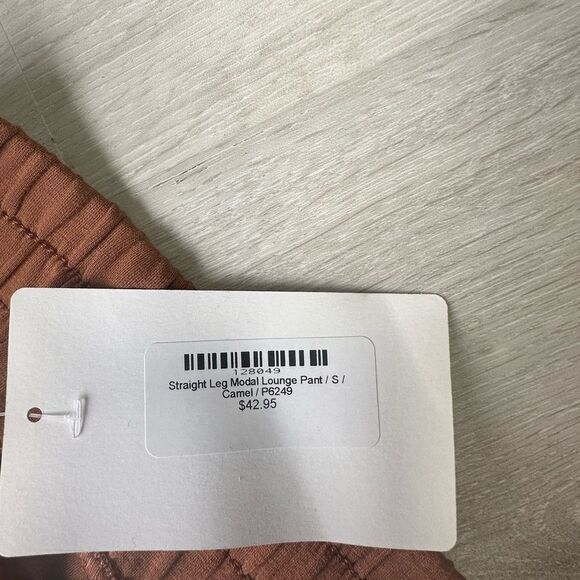 128049
Straight Leg Modal Lounge Pant / S /
Camel / P6249
$42.95